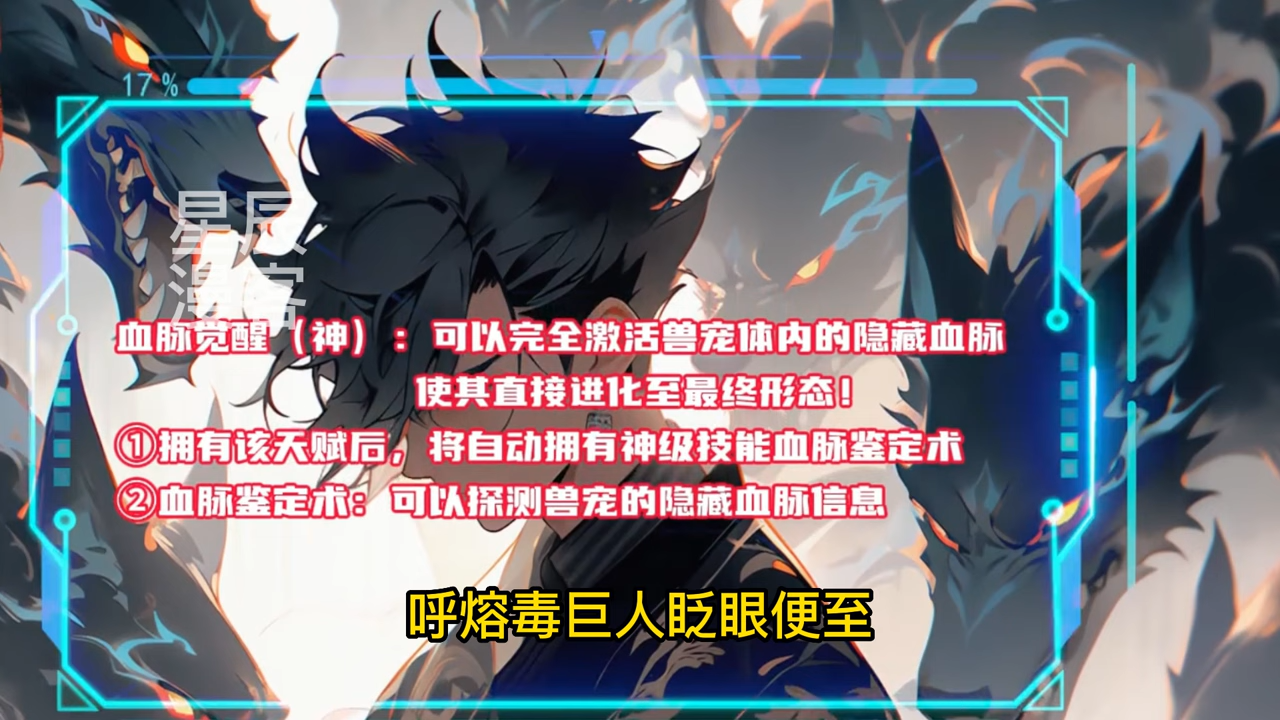 17%
星辰
漫客
血脉觉醒（神）：可以完全激活兽宠体内的隐藏血脉
使其直接进化至最终形态！
①拥有该天赋后，将自动拥有神级技能血脉鉴定术
②血脉鉴定术：可以探测兽宠的隐藏血脉信息
呼熔毒巨人眨眼便至